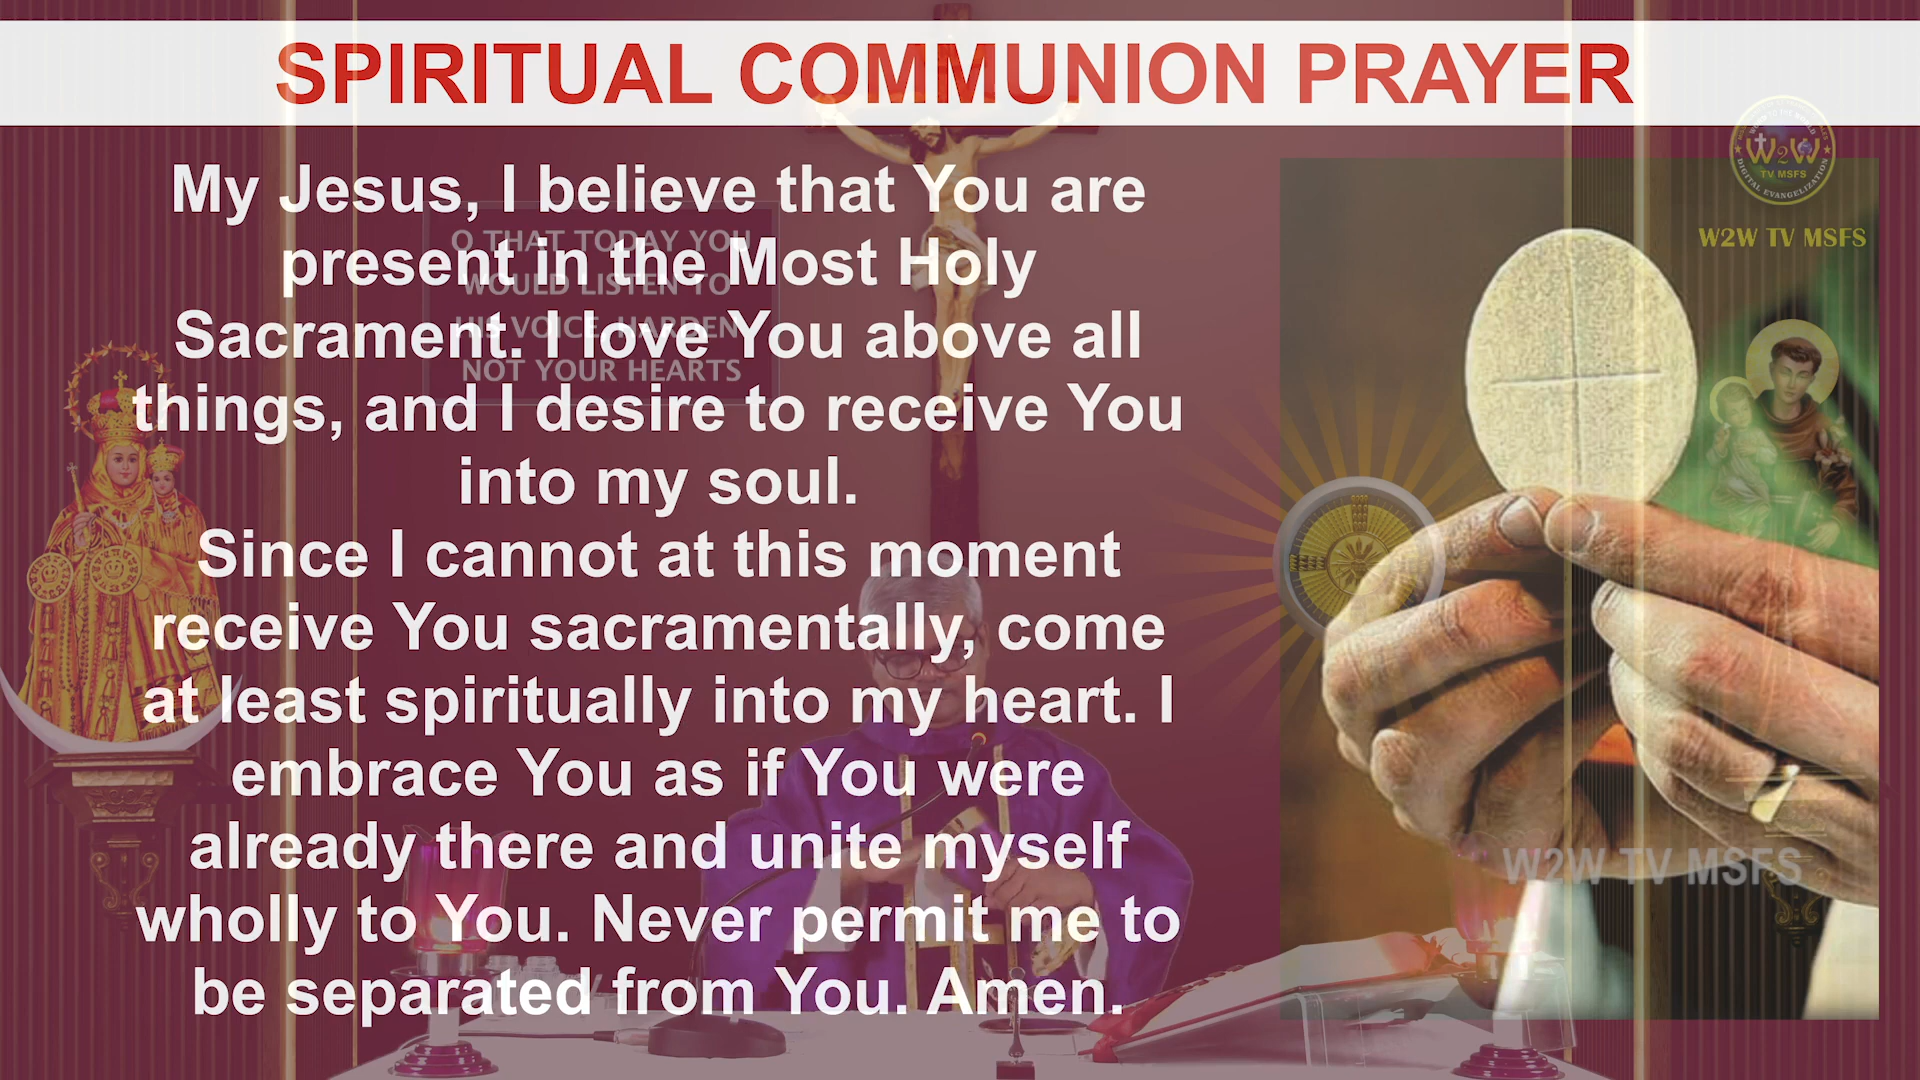 SPIRITUAL COMMUNION PRAYER
My Jesus, I believe that You are
present in the Most Holy
Sacrament. I love You above all
things, and I desire to receive You
into my soul.
Since I cannot at this moment
receive You sacramentally, come
at least spiritually into my heart. I
embrace You as if You were
already there and unite myself
wholly to You. Never permit me to
be separated from You. Amen.
O THAT TODAY YOU
WOULD LISTEN TO
HIS VOICE, HARDEN
NOT YOUR HEARTS
W2W
TV MSFS
DIGITAL EVANGELIZATION
W2W TV MSFS
W2W TV MSFS